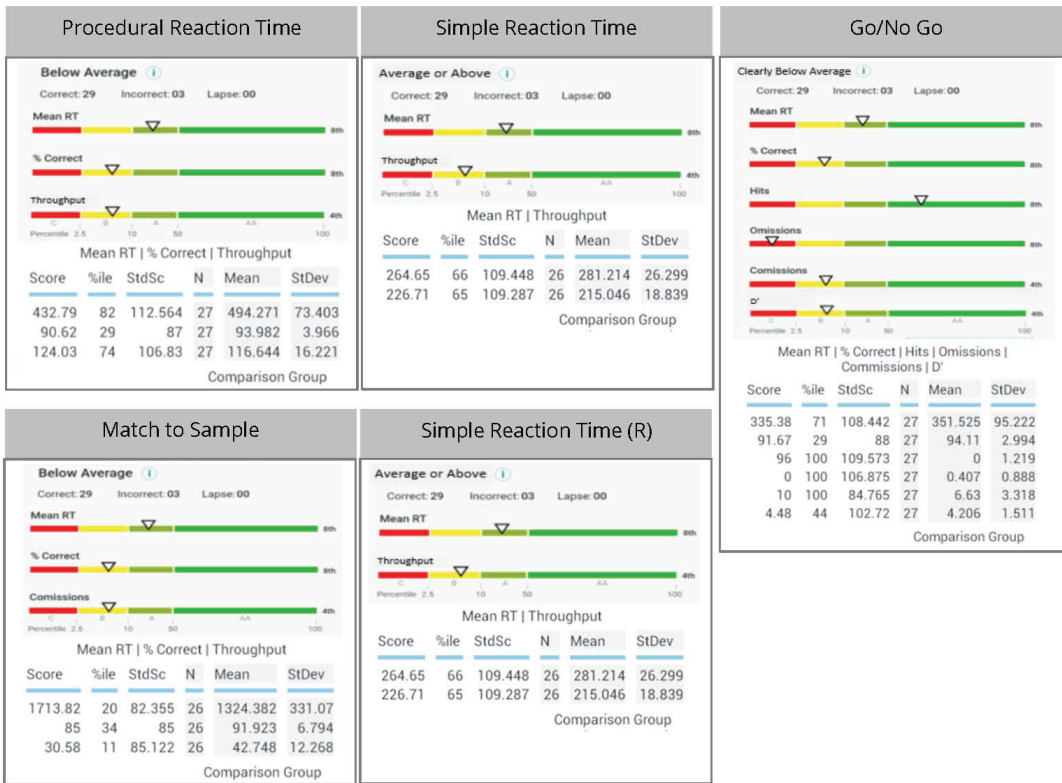 Procedural Reaction Time
Below Average i
Correct: 29 Incorrect: 03 Lapse: 00
Mean RT
8th
% Correct
8th
Throughput
4th
C B A AA
Percentile 2.5 10 50 100
Mean RT | % Correct | Throughput
Score %ile StdSc N Mean StDev
432.79 82 112.564 27 494.271 73.403
90.62 29 87 27 93.982 3.966
124.03 74 106.83 27 116.644 16.221
Comparison Group
Simple Reaction Time
Average or Above i
Correct: 29 Incorrect: 03 Lapse: 00
Mean RT
8th
Throughput
4th
C B A AA
Percentile 2.5 10 50 100
Mean RT | Throughput
Score %ile StdSc N Mean StDev
264.65 66 109.448 26 281.214 26.299
226.71 65 109.287 26 215.046 18.839
Comparison Group
Go/No Go
Clearly Below Average i
Correct: 29 Incorrect: 03 Lapse: 00
Mean RT
8th
% Correct
8th
Hits
8th
Omissions
8th
Comissions
4th
D'
4th
C B A AA
Percentile 2.5 10 50 100
Mean RT | % Correct | Hits | Omissions |
Commissions | D'
Score %ile StdSc N Mean StDev
335.38 71 108.442 27 351.525 95.222
91.67 29 88 27 94.11 2.994
96 100 109.573 27 0 1.219
0 100 106.875 27 0.407 0.888
10 100 84.765 27 6.63 3.318
4.48 44 102.72 27 4.206 1.511
Comparison Group
Match to Sample
Below Average i
Correct: 29 Incorrect: 03 Lapse: 00
Mean RT
8th
% Correct
8th
Comissions
4th
C B A AA
Percentile 2.5 10 50 100
Mean RT | % Correct | Throughput
Score %ile StdSc N Mean StDev
1713.82 20 82.355 26 1324.382 331.07
85 34 85 26 91.923 6.794
30.58 11 85.122 26 42.748 12.268
Comparison Group
Simple Reaction Time (R)
Average or Above i
Correct: 29 Incorrect: 03 Lapse: 00
Mean RT
8th
Throughput
4th
C B A AA
Percentile 2.5 10 50 100
Mean RT | Throughput
Score %ile StdSc N Mean StDev
264.65 66 109.448 26 281.214 26.299
226.71 65 109.287 26 215.046 18.839
Comparison Group